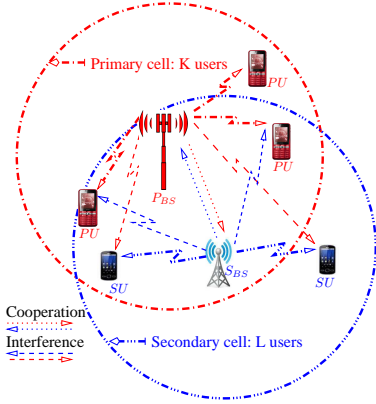 PU
Primary cell: K users
PU
P_BS
PU
SU
S_BS
SU
Cooperation
Interference
Secondary cell: L users